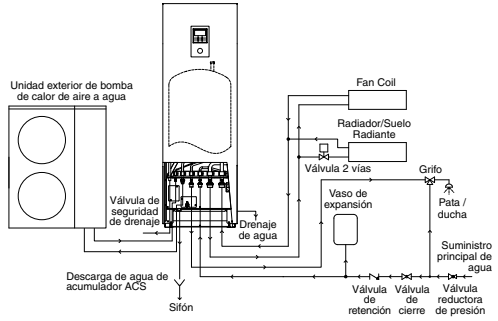 Unidad exterior de bomba
de calor de aire a agua
Fan Coil
Radiador/Suelo
Radiante
Válvula 2 vías
Grifo
Pata /
ducha
Válvula de
seguridad
de drenaje
Drenaje
de agua
Vaso de
expansión
Suministro
principal de
agua
Descarga de agua de
acumulador ACS
Sifón
Válvula
de
retención
Válvula
de
cierre
Válvula
reductora
de presión